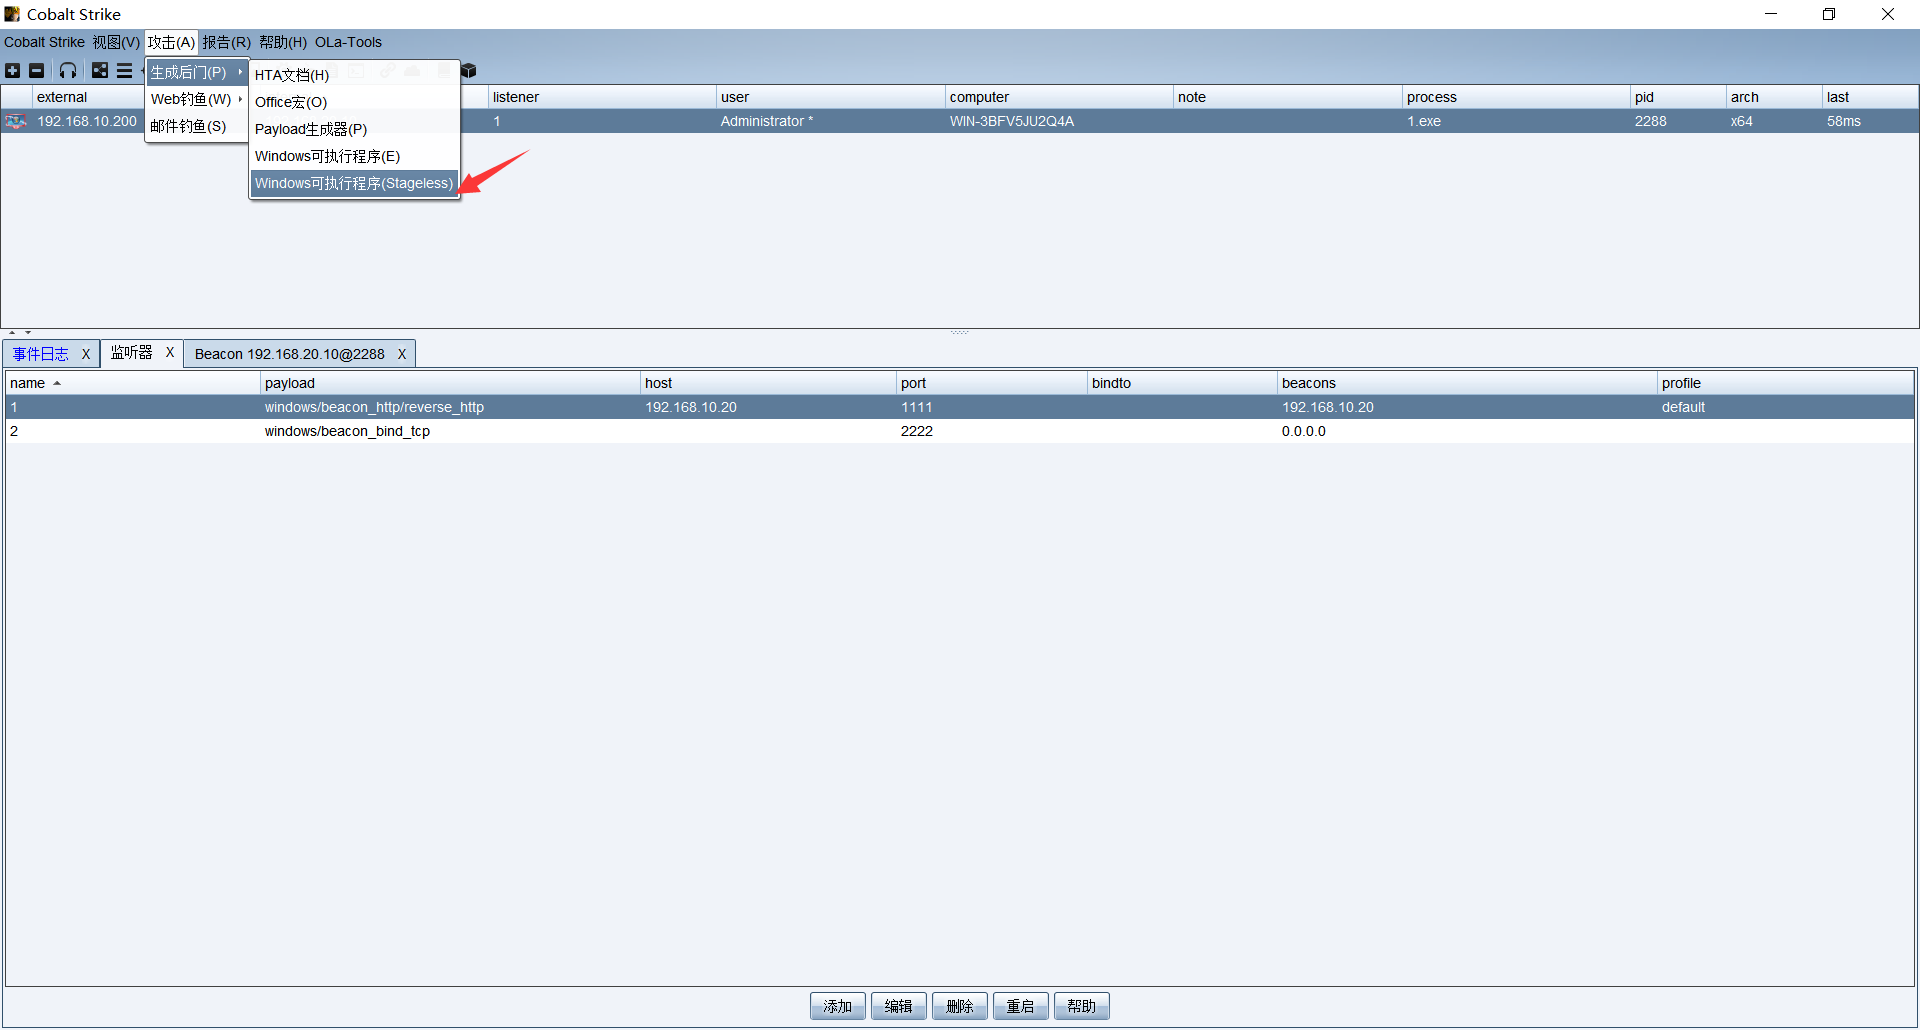 Cobalt Strike
Cobalt Strike 视图(V) 攻击(A) 报告(R) 帮助(H) OLa-Tools
生成后门(P)
Web钓鱼(W)
邮件钓鱼(S)
HTA文档(H)
Office宏(O)
Payload生成器(P)
Windows可执行程序(E)
Windows可执行程序(Stageless)
external listener user computer note process pid arch last
192.168.10.200 1 Administrator * WIN-3BFV5JU2Q4A 1.exe 2288 x64 58ms
事件日志 X 监听器 X Beacon 192.168.20.10@2288 X
name payload host port bindto beacons profile
1 windows/beacon_http/reverse_http 192.168.10.20 1111 192.168.10.20 default
2 windows/beacon_bind_tcp 2222 0.0.0.0
添加 编辑 删除 重启 帮助